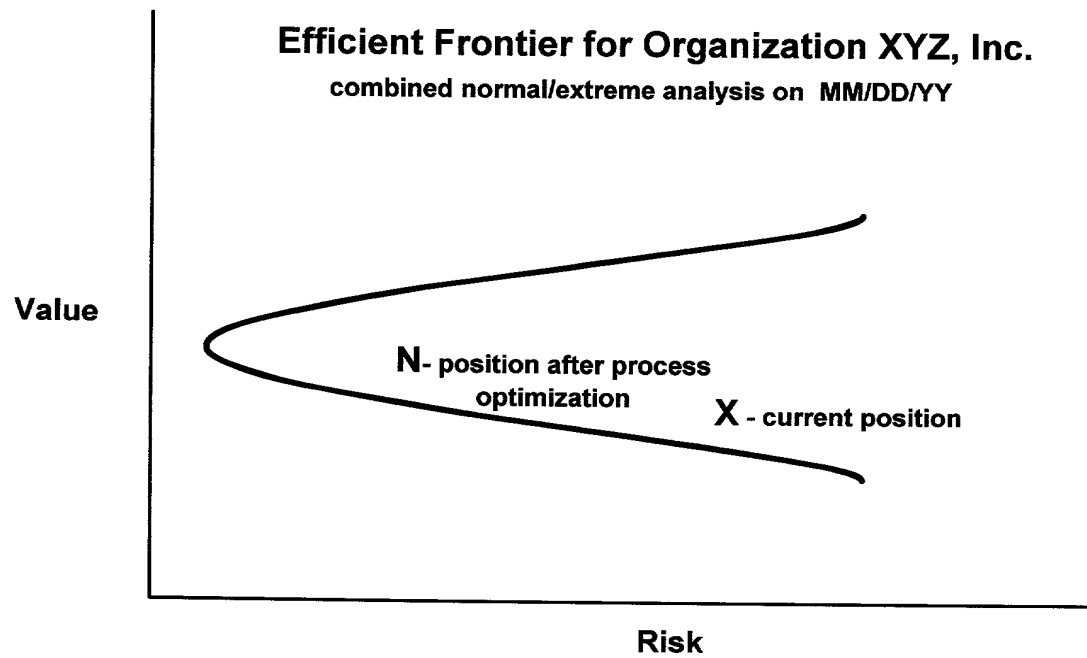 Efficient Frontier for Organization XYZ, Inc.
combined normal/extreme analysis on MM/DD/YY
Value
N- position after process
optimization
X - current position
Risk